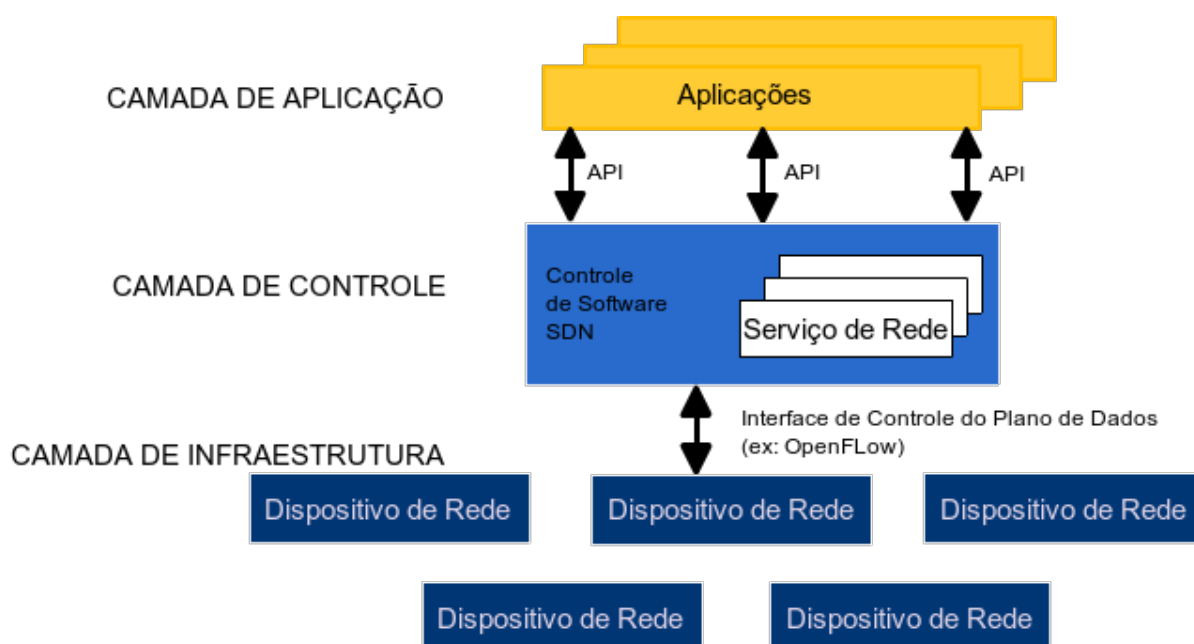 Aplicações
CAMADA DE APLICAÇÃO
API
API
API
CAMADA DE CONTROLE
Controle
de Software
SDN
Serviço de Rede
Interface de Controle do Plano de Dados
(ex: OpenFLow)
CAMADA DE INFRAESTRUTURA
Dispositivo de Rede
Dispositivo de Rede
Dispositivo de Rede
Dispositivo de Rede
Dispositivo de Rede